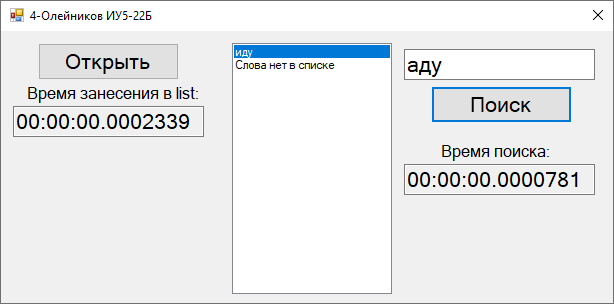 4-Олейников ИУ5-22Б
Открыть
Время занесения в list:
00:00:00.0002339
иду
Слова нет в списке
аду
Поиск
Время поиска:
00:00:00.0000781